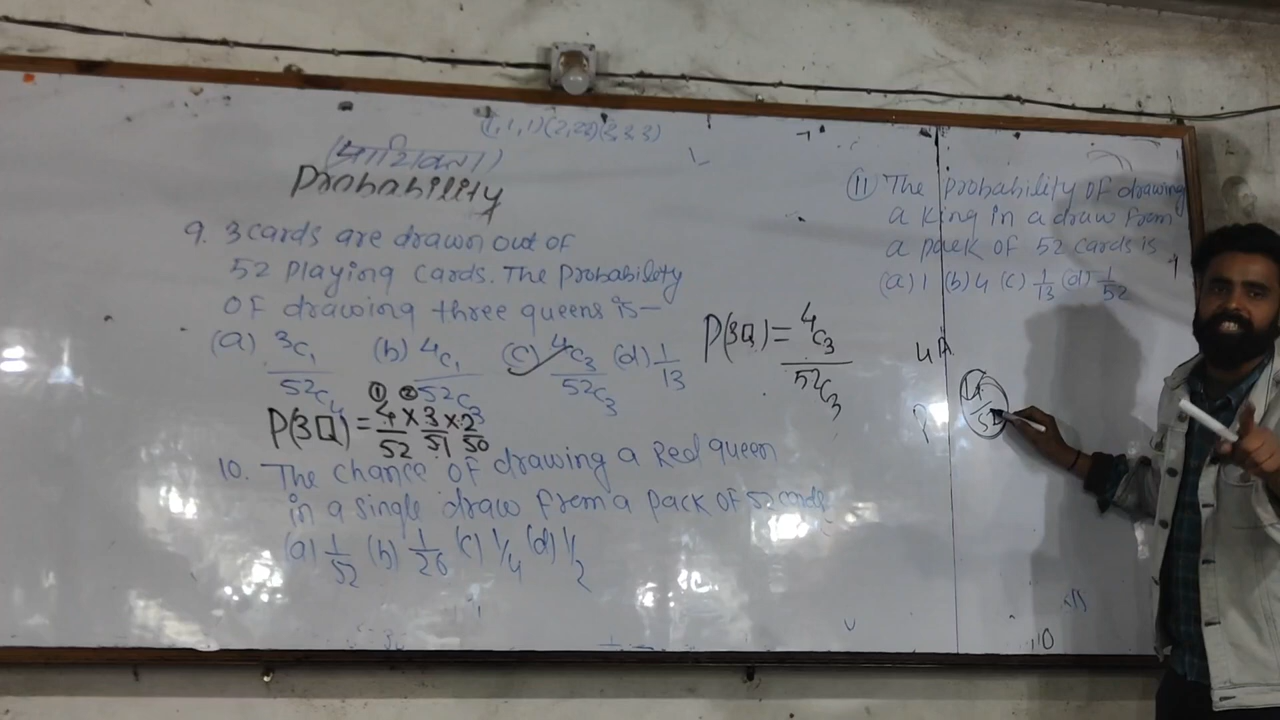 (1,1,1)(2,2,2)(3,3,3)
(प्रायिकता)
Probability
9. 3 cards are drawn out of
52 Playing Cards. The Probability
OF drawing three queens is—
(a) 3C1/52C4 (b) 4C1/52C3 (c) 4C3/52C3 (d) 1/13
P(3Q) = 4C3/52C3
① ②
P(3Q) = 4/52 × 3/51 × 2/50
10. The chance OF drawing a Red queen
in a single draw From a Pack OF 52 cards
(a) 1/52 (b) 1/26 (c) 1/4 (d) 1/2
(11) The Probability OF drawing
a King in a draw From
a pack OF 52 cards is
(a) 1 (b) 4 (c) 1/13 (d) 1/52
10